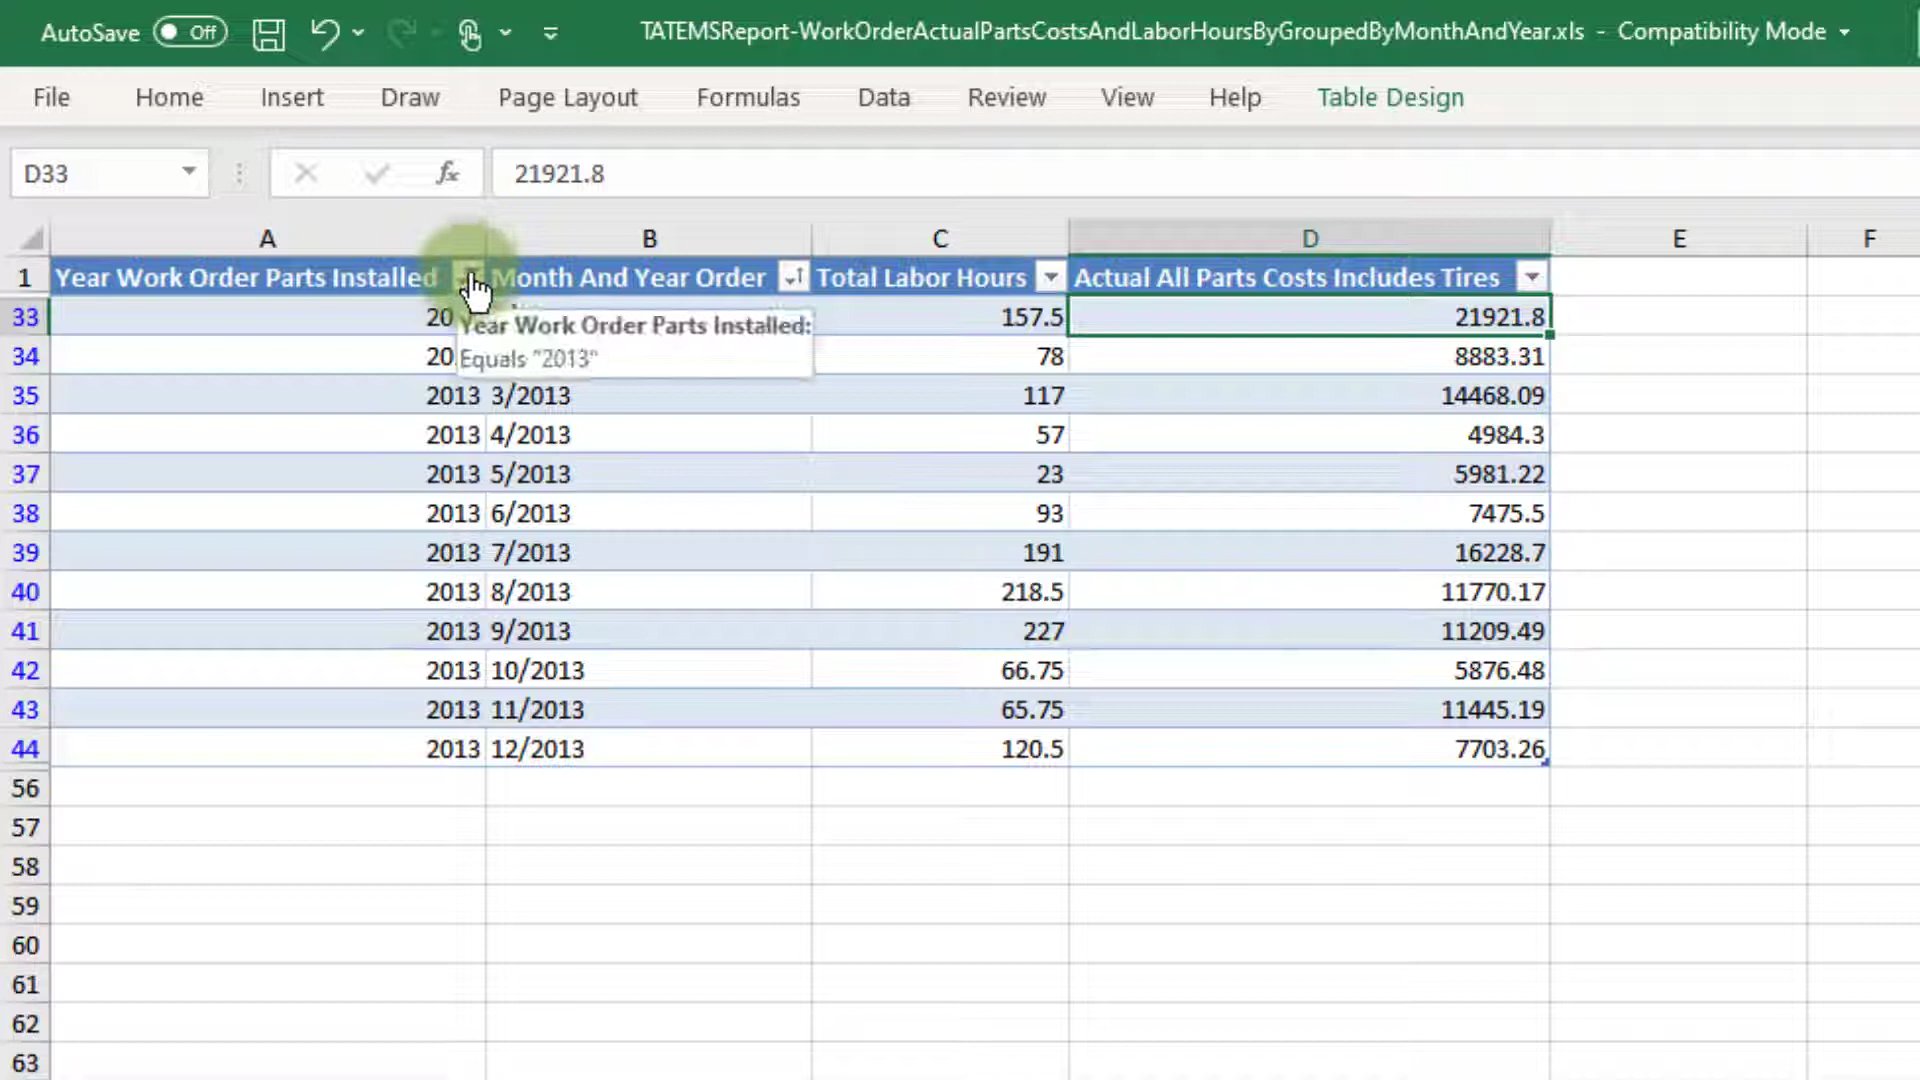 AutoSave Off TATEMSReport-WorkOrderActualPartsCostsAndLaborHoursByGroupedByMonthAndYear.xls - Compatibility Mode
File Home Insert Draw Page Layout Formulas Data Review View Help Table Design
D33 fx 21921.8
A B C D E F
1 Year Work Order Parts Installed Month And Year Order Total Labor Hours Actual All Parts Costs Includes Tires
33 20 157.5 21921.8
Year Work Order Parts Installed:
34 20 78 8883.31
Equals "2013"
35 2013 3/2013 117 14468.09
36 2013 4/2013 57 4984.3
37 2013 5/2013 23 5981.22
38 2013 6/2013 93 7475.5
39 2013 7/2013 191 16228.7
40 2013 8/2013 218.5 11770.17
41 2013 9/2013 227 11209.49
42 2013 10/2013 66.75 5876.48
43 2013 11/2013 65.75 11445.19
44 2013 12/2013 120.5 7703.26
56
57
58
59
60
61
62
63